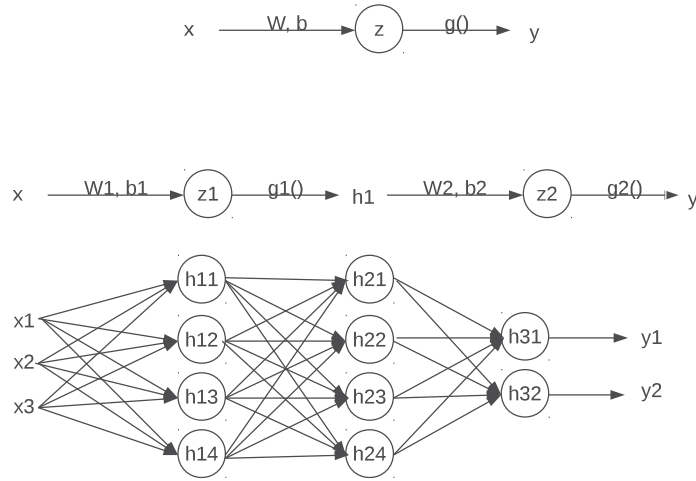 x W, b z g() y
x W1, b1 z1 g1() h1 W2, b2 z2 g2() y
h11 h21
x1 h12 h22 h31 y1
x2
h13 h23 h32 y2
x3
h14 h24